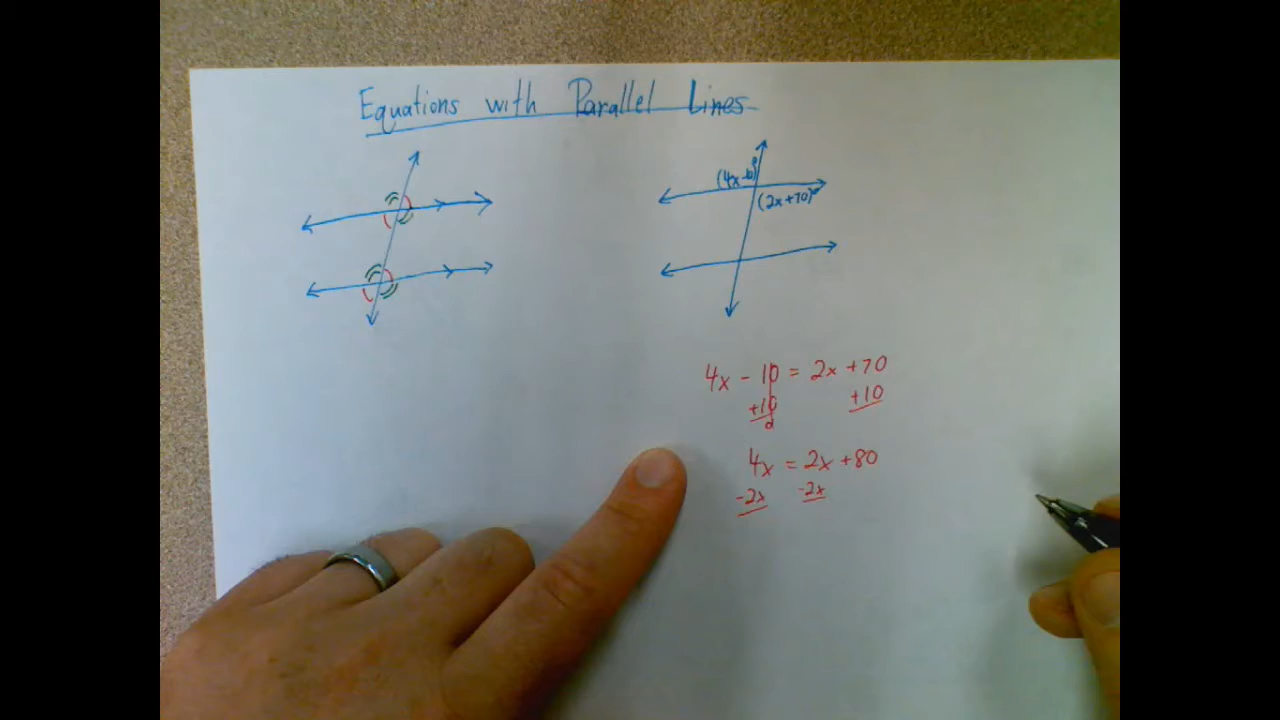 Equations with Parallel Lines
(4x-10)°
(2x+70)°
4x - 10 = 2x + 70
+10 +10
4x = 2x + 80
-2x -2x